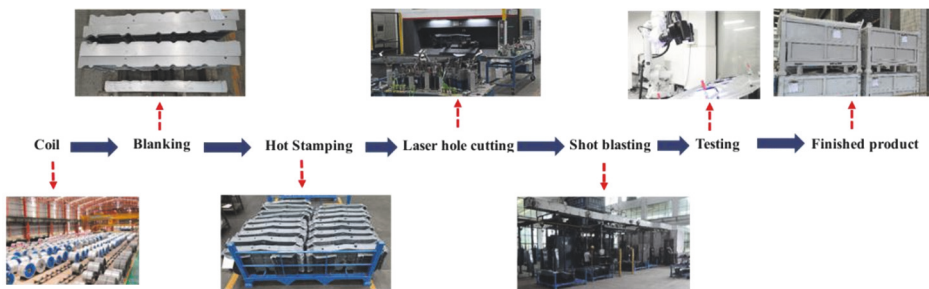 Coil
Blanking
Hot Stamping
Laser hole cutting
Shot blasting
Testing
Finished product